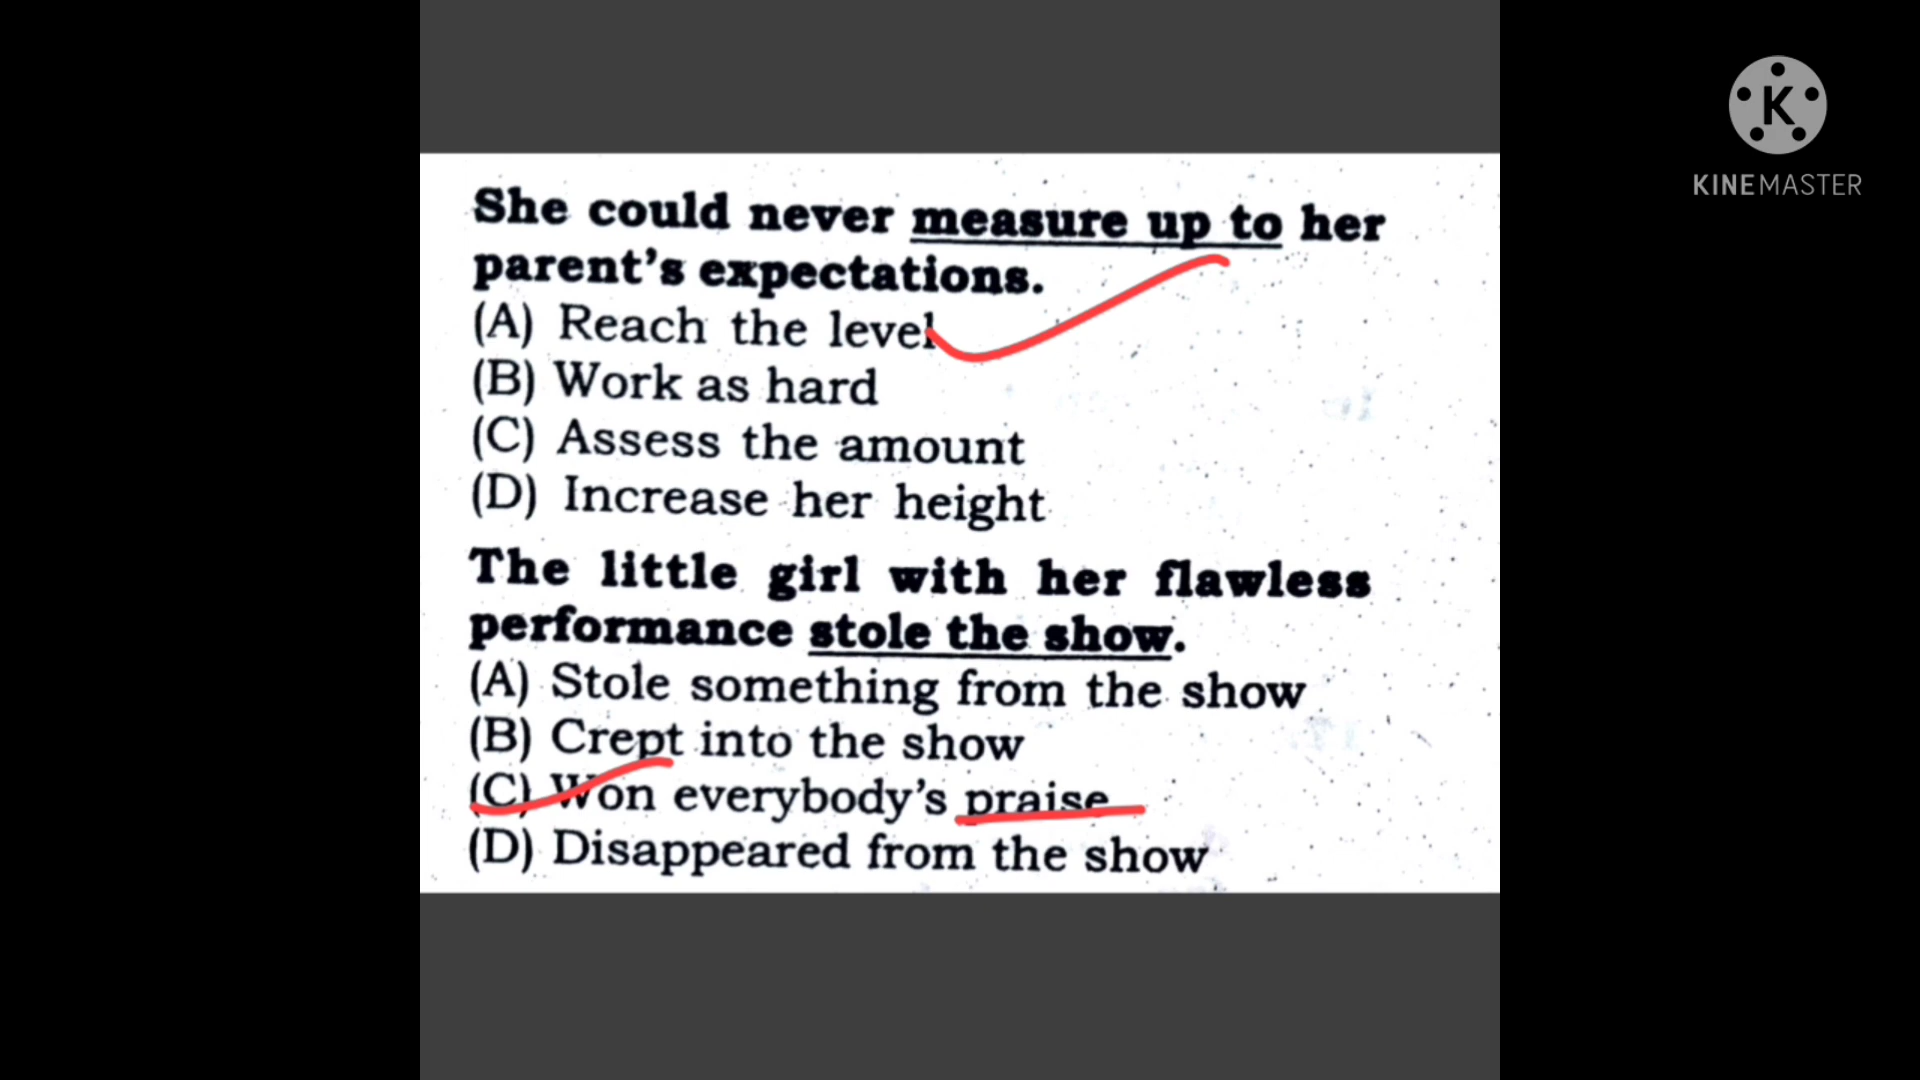 She could never measure up to her
parent's expectations.
(A) Reach the level
(B) Work as hard
(C) Assess the amount
(D) Increase her height
The little girl with her flawless
performance stole the show.
(A) Stole something from the show
(B) Crept into the show
(C) Won everybody's praise
(D) Disappeared from the show
K
KINEMASTER